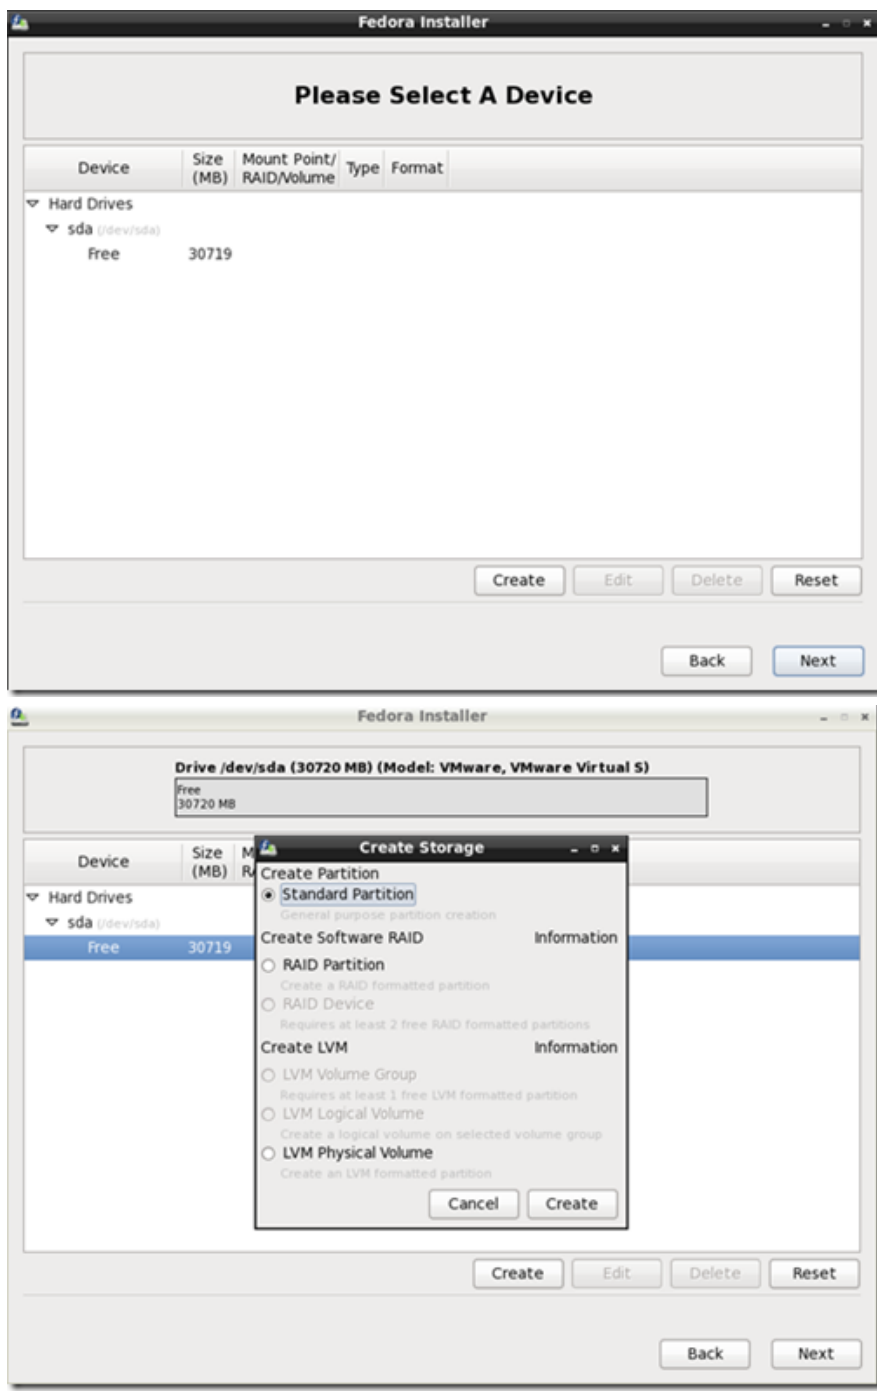 Fedora Installer
Please Select A Device
Device Size (MB) Mount Point/ RAID/Volume Type Format
Hard Drives
sda (/dev/sda)
Free 30719
Create Edit Delete Reset
Back Next
Fedora Installer
Drive /dev/sda (30720 MB) (Model: VMware, VMware Virtual S)
Free
30720 MB
Device Size (MB) M R
Hard Drives
sda (/dev/sda)
Free 30719
Create Storage
Create Partition
Standard Partition
General purpose partition creation
Create Software RAID Information
RAID Partition
Create a RAID formatted partition
RAID Device
Requires at least 2 free RAID formatted partitions
Create LVM Information
LVM Volume Group
Requires at least 1 free LVM formatted partition
LVM Logical Volume
Create a logical volume on selected volume group
LVM Physical Volume
Create an LVM formatted partition
Cancel Create
Create Edit Delete Reset
Back Next